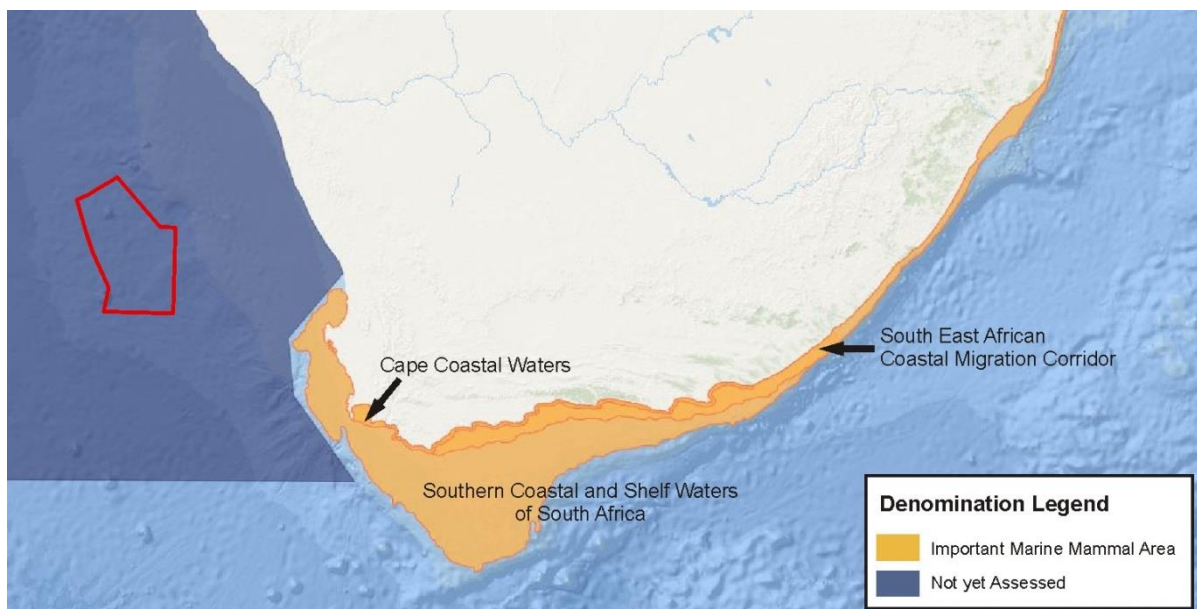 South East African
Coastal Migration Corridor
Cape Coastal Waters
Southern Coastal and Shelf Waters
of South Africa
Denomination Legend
Important Marine Mammal Area
Not yet Assessed